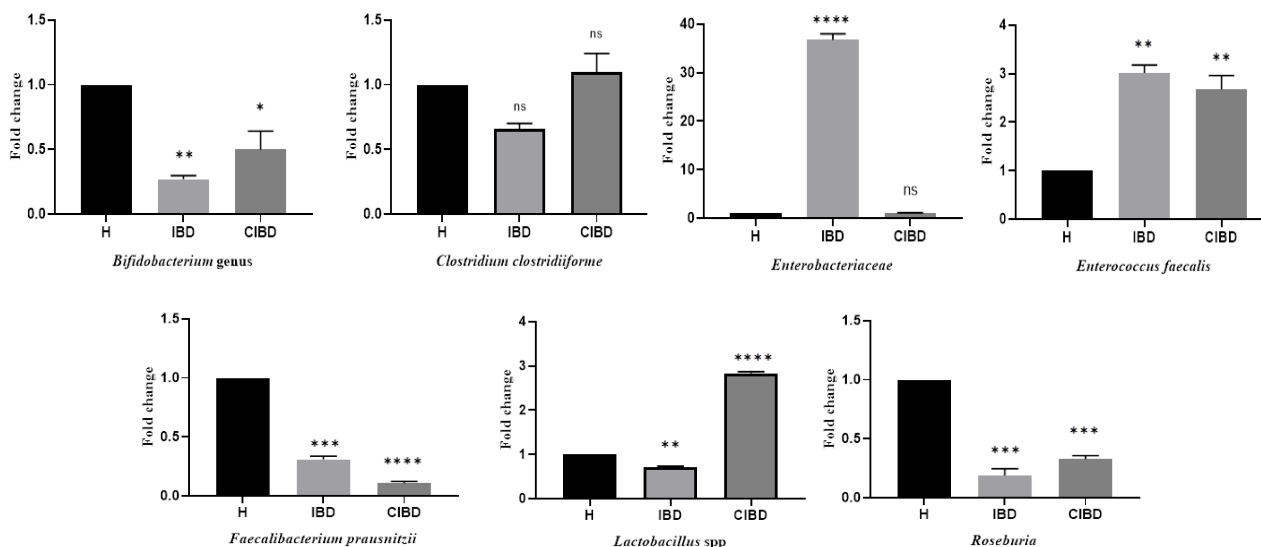 Fold change
1.5
1.0
0.5
0.0
**
*
H IBD CIBD
Bifidobacterium genus
Fold change
1.5
1.0
0.5
0.0
ns
ns
H IBD CIBD
Clostridium clostridiiforme
Fold change
40
30
20
10
0
****
ns
H IBD CIBD
Enterobacteriaceae
Fold change
4
3
2
1
0
**
**
H IBD CIBD
Enterococcus faecalis
Fold change
1.5
1.0
0.5
0.0
***
****
H IBD CIBD
Faecalibacterium prausnitzii
Fold change
4
3
2
1
0
**
****
H IBD CIBD
Lactobacillus spp
Fold change
1.5
1.0
0.5
0.0
***
***
H IBD CIBD
Roseburia